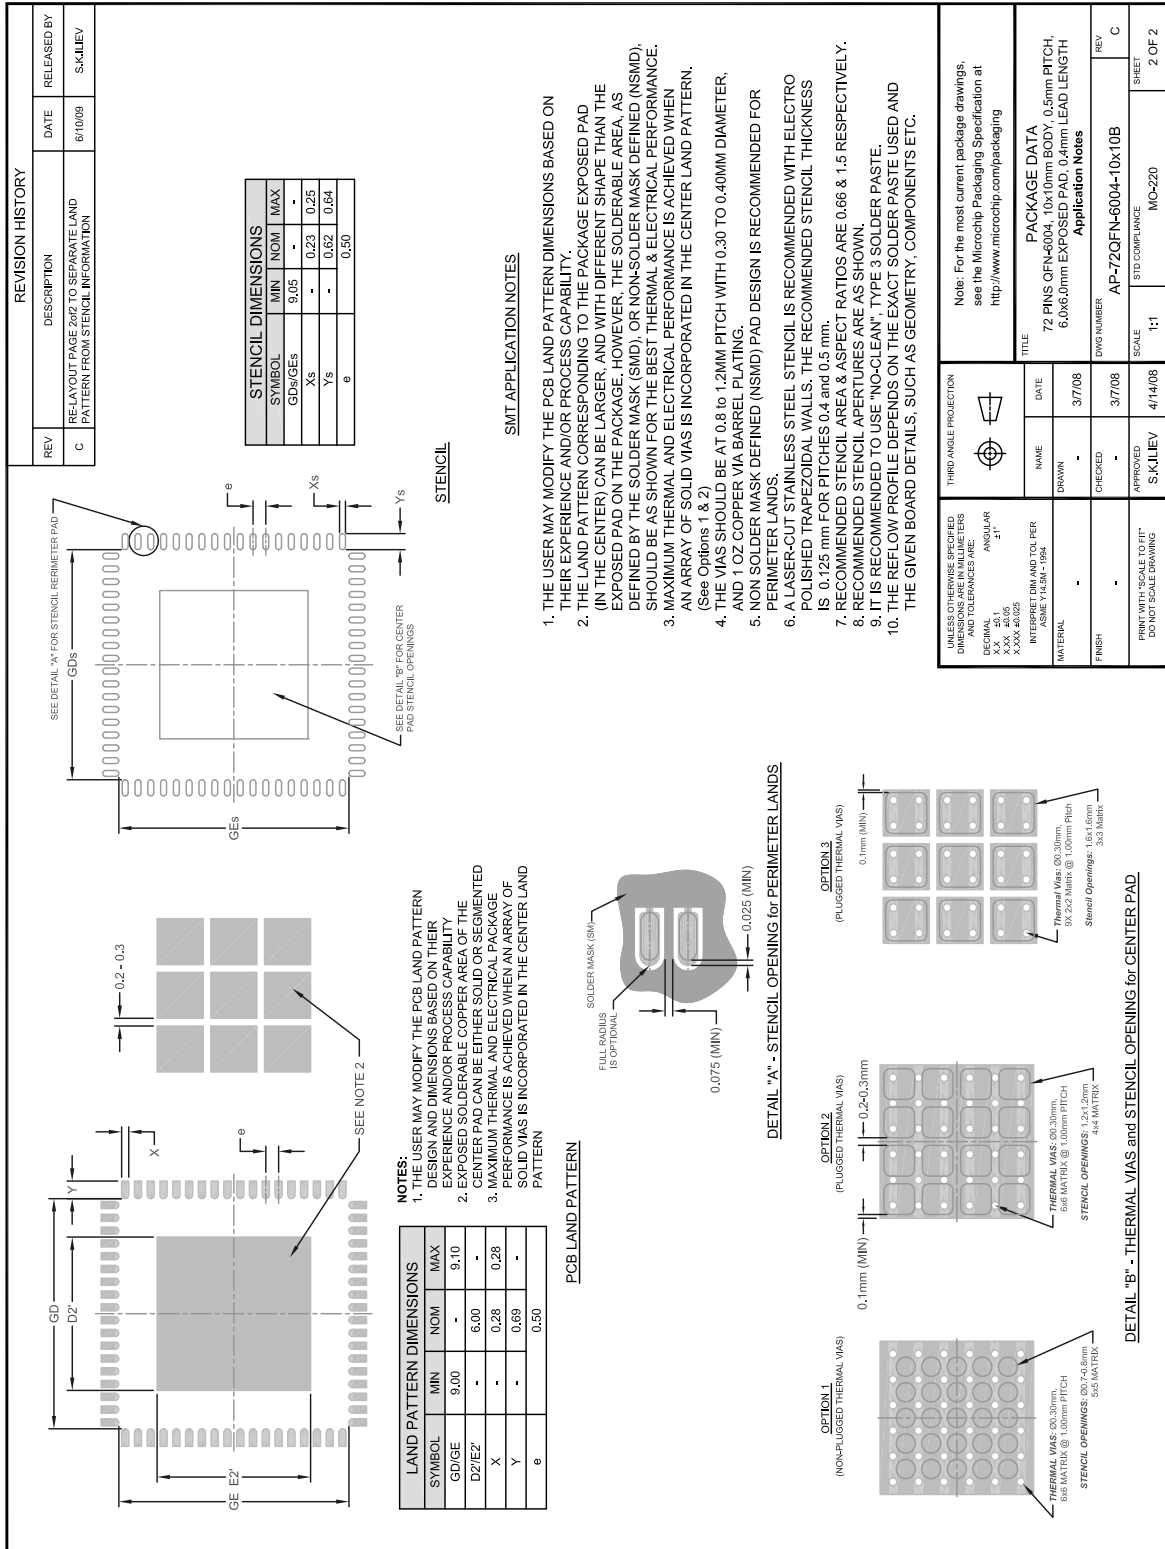 REVISION HISTORY
REV DESCRIPTION DATE RELEASED BY
C RE-LAYOUT PAGE 2of2 TO SEPARATE LAND PATTERN FROM STENCIL INFORMATION 6/10/09 S.K.ILIEV
GD
D2'
GE
E2'
Y
X
e
0.2 - 0.3
SEE NOTE 2
LAND PATTERN DIMENSIONS
SYMBOL MIN NOM MAX
GD/GE 9.00 - 9.10
D2'/E2' - 6.00 -
X - 0.28 0.28
Y - 0.69 -
e 0.50
NOTES:
1. THE USER MAY MODIFY THE PCB LAND PATTERN
DESIGN AND DIMENSIONS BASED ON THEIR
EXPERIENCE AND/OR PROCESS CAPABILITY
2. EXPOSED SOLDERABLE COPPER AREA OF THE
CENTER PAD CAN BE EITHER SOLID OR SEGMENTED
3. MAXIMUM THERMAL AND ELECTRICAL PACKAGE
PERFORMANCE IS ACHIEVED WHEN AN ARRAY OF
SOLID VIAS IS INCORPORATED IN THE CENTER LAND
PATTERN
PCB LAND PATTERN
SEE DETAIL "A" FOR STENCIL RERIMETER PAD
GDs
GEs
e
Xs
Ys
SEE DETAIL "B" FOR CENTER
PAD STENCIL OPENINGS
STENCIL
STENCIL DIMENSIONS
SYMBOL MIN NOM MAX
GDs/GEs 9.05 - -
Xs - 0.23 0.25
Ys - 0.62 0.64
e 0.50
SMT APPLICATION NOTES
1. THE USER MAY MODIFY THE PCB LAND PATTERN DIMENSIONS BASED ON
THEIR EXPERIENCE AND/OR PROCESS CAPABILITY.
2. THE LAND PATTERN CORRESPONDING TO THE PACKAGE EXPOSED PAD
(IN THE CENTER) CAN BE LARGER, AND WITH DIFFERENT SHAPE THAN THE
EXPOSED PAD ON THE PACKAGE. HOWEVER, THE SOLDERABLE AREA, AS
DEFINED BY THE SOLDER MASK (SMD), OR NON-SOLDER MASK DEFINED (NSMD),
SHOULD BE AS SHOWN FOR THE BEST THERMAL & ELECTRICAL PERFORMANCE.
3. MAXIMUM THERMAL AND ELECTRICAL PERFORMANCE IS ACHIEVED WHEN
AN ARRAY OF SOLID VIAS IS INCORPORATED IN THE CENTER LAND PATTERN.
(See Options 1 & 2)
4. THE VIAS SHOULD BE AT 0.8 to 1.2MM PITCH WITH 0.30 TO 0.40MM DIAMETER,
AND 1 OZ COPPER VIA BARREL PLATING.
5. NON SOLDER MASK DEFINED (NSMD) PAD DESIGN IS RECOMMENDED FOR
PERIMETER LANDS.
6. A LASER-CUT STAINLESS STEEL STENCIL IS RECOMMENDED WITH ELECTRO
POLISHED TRAPEZOIDAL WALLS. THE RECOMMENDED STENCIL THICKNESS
IS 0.125 mm FOR PITCHES 0.4 and 0.5 mm.
7. RECOMMENDED STENCIL AREA & ASPECT RATIOS ARE 0.66 & 1.5 RESPECTIVELY.
8. RECOMMENDED STENCIL APERTURES ARE AS SHOWN.
9. IT IS RECOMMENDED TO USE "NO-CLEAN", TYPE 3 SOLDER PASTE.
10. THE REFLOW PROFILE DEPENDS ON THE EXACT SOLDER PASTE USED AND
THE GIVEN BOARD DETAILS, SUCH AS GEOMETRY, COMPONENTS ETC.
SOLDER MASK (SM)
FULL RADIUS
IS OPTIONAL
0.075 (MIN)
0.025 (MIN)
DETAIL "A" - STENCIL OPENING for PERIMETER LANDS
OPTION 1
(NON-PLUGGED THERMAL VIAS)
THERMAL VIAS: Ø0.30mm,
6x6 MATRIX @ 1.00mm PITCH
STENCIL OPENINGS: Ø0.7-0.8mm
5x5 MATRIX
OPTION 2
(PLUGGED THERMAL VIAS)
0.1mm (MIN)
0.2-0.3mm
THERMAL VIAS: Ø0.30mm,
6x6 MATRIX @ 1.00mm PITCH
STENCIL OPENINGS: 1.2x1.2mm
4x4 MATRIX
OPTION 3
(PLUGGED THERMAL VIAS)
0.1mm (MIN)
Thermal Vias: Ø0.30mm,
9X 2x2 Matrix @ 1.00mm Pitch
Stencil Openings: 1.6x1.6mm
3x3 Matrix
DETAIL "B" - THERMAL VIAS and STENCIL OPENING for CENTER PAD
UNLESS OTHERWISE SPECIFIED
DIMENSIONS ARE IN MILLIMETERS
AND TOLERANCES ARE:
DECIMAL ANGULAR
X.X ±0.1 ±1°
X.XX ±0.05
X.XXX ±0.025
INTERPRET DIM AND TOL PER
ASME Y14.5M - 1994
MATERIAL
-
FINISH
-
PRINT WITH "SCALE TO FIT"
DO NOT SCALE DRAWING
THIRD ANGLE PROJECTION
NAME DATE
DRAWN - 3/7/08
CHECKED - 3/7/08
APPROVED S.K.ILIEV 4/14/08
Note: For the most current package drawings,
see the Microchip Packaging Specification at
http://www.microchip.com/packaging
TITLE
PACKAGE DATA
72 PINS QFN-6004, 10x10mm BODY, 0.5mm PITCH,
6.0x6.0mm EXPOSED PAD, 0.4mm LEAD LENGTH
Application Notes
DWG NUMBER AP-72QFN-6004-10x10B REV C
SCALE 1:1 STD COMPLIANCE MO-220 SHEET 2 OF 2